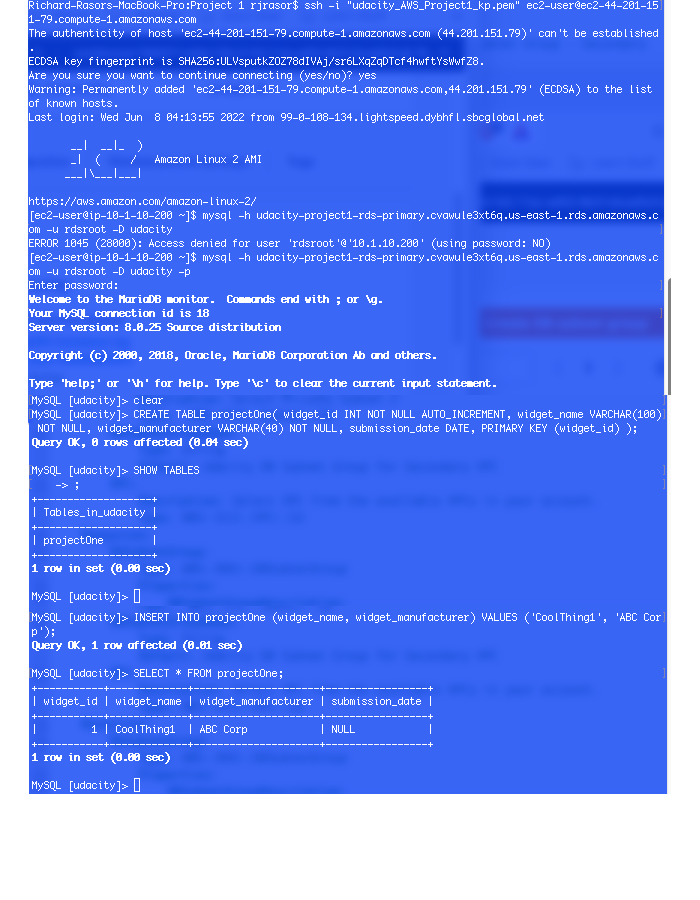 Richard-Rasors-MacBook-Pro:Project 1 rjrasor$ ssh -i "udacity_AWS_Project1_kp.pem" ec2-user@ec2-44-201-15
1-79.compute-1.amazonaws.com
The authenticity of host 'ec2-44-201-151-79.compute-1.amazonaws.com (44.201.151.79)' can't be established
.
ECDSA key fingerprint is SHA256:ULVsputkZOZ78dIVAj/sr6LXqZqDTcf4hwftYsWwfZ8.
Are you sure you want to continue connecting (yes/no)? yes
Warning: Permanently added 'ec2-44-201-151-79.compute-1.amazonaws.com,44.201.151.79' (ECDSA) to the list
of known hosts.
Last login: Wed Jun  8 04:13:55 2022 from 99-0-108-134.lightspeed.dybhfl.sbcglobal.net
       __|  __|_  )
       _|  (     /   Amazon Linux 2 AMI
      ___|\___|___|
https://aws.amazon.com/amazon-linux-2/
[ec2-user@ip-10-1-10-200 ~]$ mysql -h udacity-project1-rds-primary.cvawule3xt6q.us-east-1.rds.amazonaws.c
om -u rdsroot -D udacity
ERROR 1045 (28000): Access denied for user 'rdsroot'@'10.1.10.200' (using password: NO)
[ec2-user@ip-10-1-10-200 ~]$ mysql -h udacity-project1-rds-primary.cvawule3xt6q.us-east-1.rds.amazonaws.c
om -u rdsroot -D udacity -p
Enter password:
Welcome to the MariaDB monitor.  Commands end with ; or \g.
Your MySQL connection id is 18
Server version: 8.0.25 Source distribution
Copyright (c) 2000, 2018, Oracle, MariaDB Corporation Ab and others.
Type 'help;' or '\h' for help. Type '\c' to clear the current input statement.
MySQL [udacity]> clear
MySQL [udacity]> CREATE TABLE projectOne( widget_id INT NOT NULL AUTO_INCREMENT, widget_name VARCHAR(100)
 NOT NULL, widget_manufacturer VARCHAR(40) NOT NULL, submission_date DATE, PRIMARY KEY (widget_id) );
Query OK, 0 rows affected (0.04 sec)
MySQL [udacity]> SHOW TABLES
    -> ;
+-------------------+
| Tables_in_udacity |
+-------------------+
| projectOne        |
+-------------------+
1 row in set (0.00 sec)
MySQL [udacity]>
MySQL [udacity]> INSERT INTO projectOne (widget_name, widget_manufacturer) VALUES ('CoolThing1', 'ABC Cor
p');
Query OK, 1 row affected (0.01 sec)
MySQL [udacity]> SELECT * FROM projectOne;
+-----------+-------------+---------------------+-----------------+
| widget_id | widget_name | widget_manufacturer | submission_date |
+-----------+-------------+---------------------+-----------------+
|         1 | CoolThing1  | ABC Corp            | NULL            |
+-----------+-------------+---------------------+-----------------+
1 row in set (0.00 sec)
MySQL [udacity]>